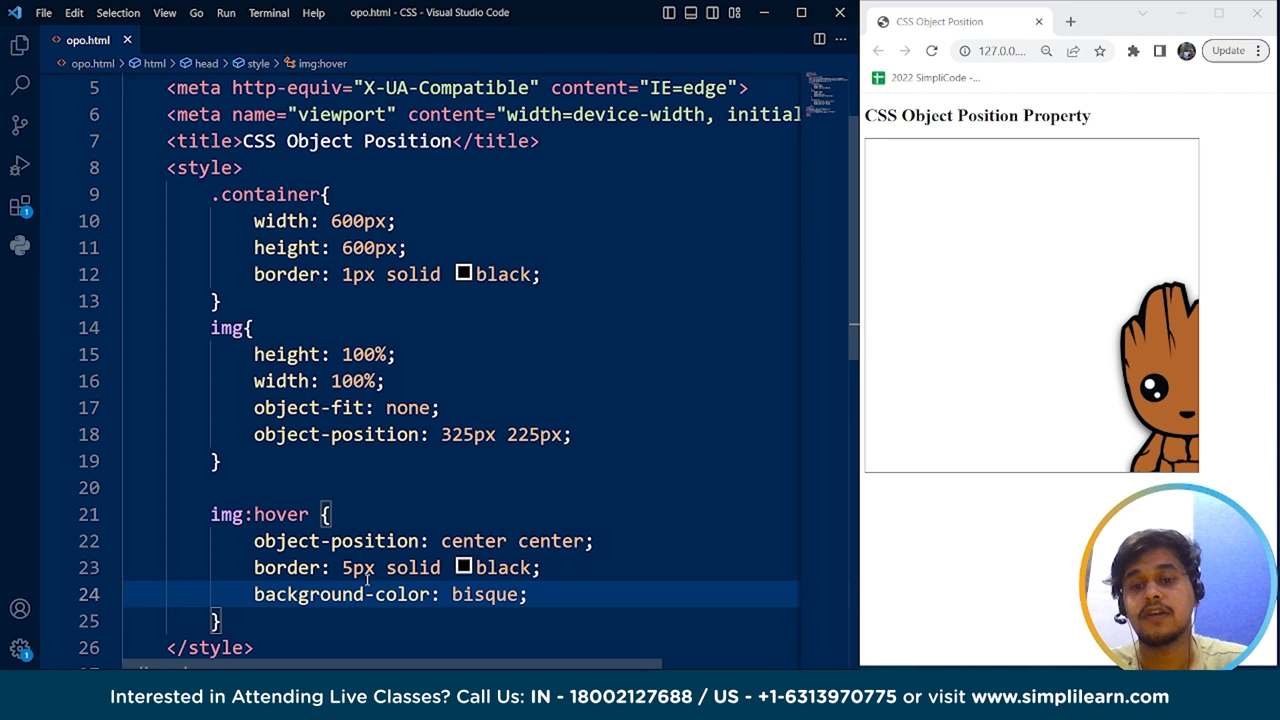 File Edit Selection View Go Run Terminal Help opo.html - CSS - Visual Studio Code
opo.html
opo.html > html > head > style > img:hover
5 <meta http-equiv="X-UA-Compatible" content="IE=edge">
6 <meta name="viewport" content="width=device-width, initial
7 <title>CSS Object Position</title>
8 <style>
9 .container{
10 width: 600px;
11 height: 600px;
12 border: 1px solid black;
13 }
14 img{
15 height: 100%;
16 width: 100%;
17 object-fit: none;
18 object-position: 325px 225px;
19 }
20
21 img:hover {
22 object-position: center center;
23 border: 5px solid black;
24 background-color: bisque;
25 }
26 </style>
1
1
CSS Object Position
127.0.0....
Update
2022 SimpliCode -...
CSS Object Position Property
Interested in Attending Live Classes? Call Us: IN - 18002127688 / US - +1-6313970775 or visit www.simplilearn.com